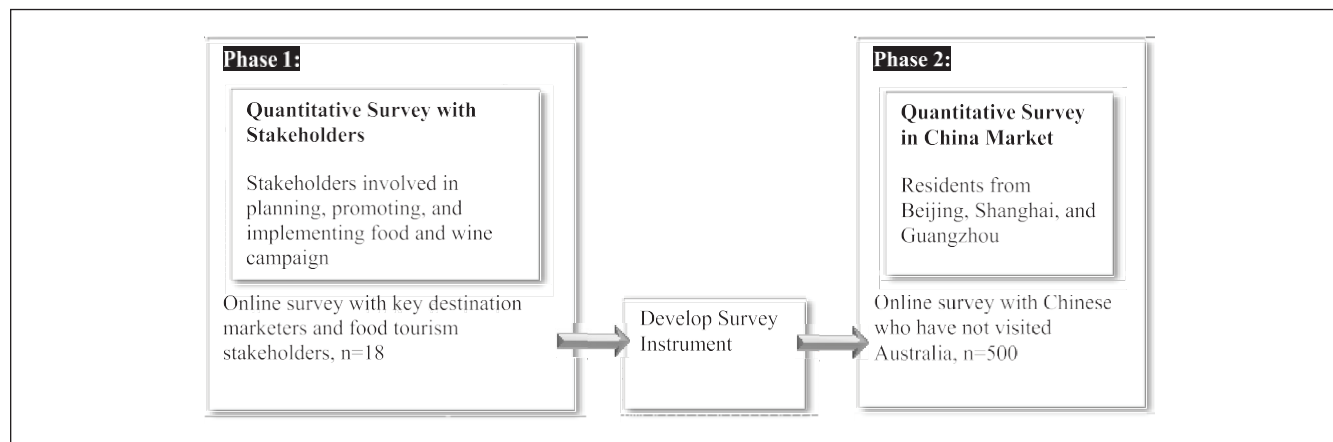 Phase 1:
Quantitative Survey with
Stakeholders
Stakeholders involved in
planning, promoting, and
implementing food and wine
campaign
Online survey with key destination
marketers and food tourism
stakeholders, n=18
Develop Survey
Instrument
Phase 2:
Quantitative Survey
in China Market
Residents from
Beijing, Shanghai, and
Guangzhou
Online survey with Chinese
who have not visited
Australia, n=500